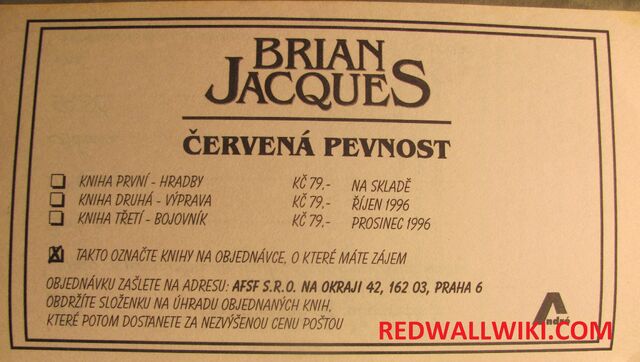 BRIAN
JACQUES
ČERVENÁ PEVNOST
KNIHA PRVNÍ - HRADBY KČ 79,- NA SKLADĚ
KNIHA DRUHÁ - VÝPRAVA KČ 79,- ŘÍJEN 1996
KNIHA TŘETÍ - BOJOVNÍK KČ 79,- PROSINEC 1996
TAKTO OZNAČTE KNIHY NA OBJEDNÁVCE, O KTERÉ MÁTE ZÁJEM
OBJEDNÁVKU ZAŠLETE NA ADRESU: AFSF S.R.O. NA OKRAJI 42, 162 03, PRAHA 6
OBDRŽÍTE SLOŽENKU NA ÚHRADU OBJEDNANÝCH KNIH,
KTERÉ POTOM DOSTANETE ZA NEZVÝŠENOU CENU POŠTOU
André
REDWALLWIKI.COM